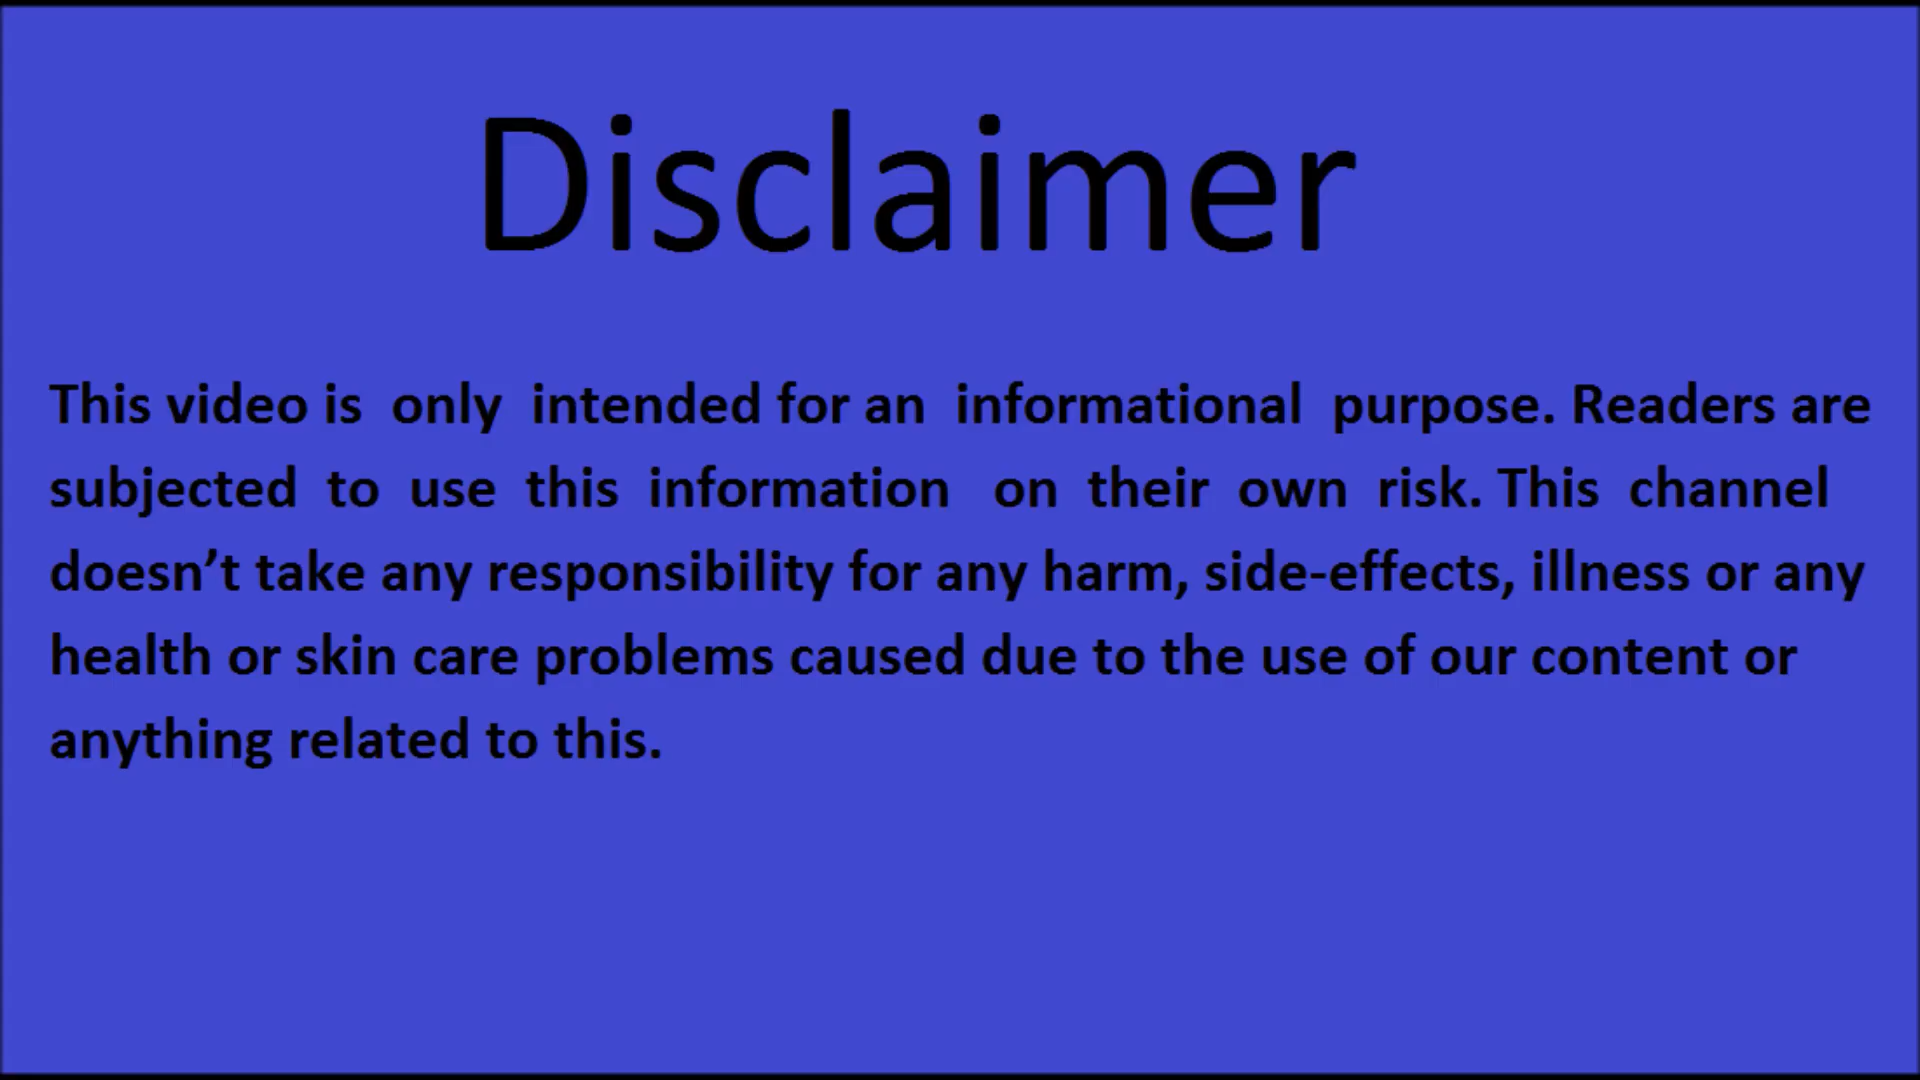 Disclaimer
This video is only intended for an informational purpose. Readers are
subjected to use this information on their own risk. This channel
doesn’t take any responsibility for any harm, side-effects, illness or any
health or skin care problems caused due to the use of our content or
anything related to this.